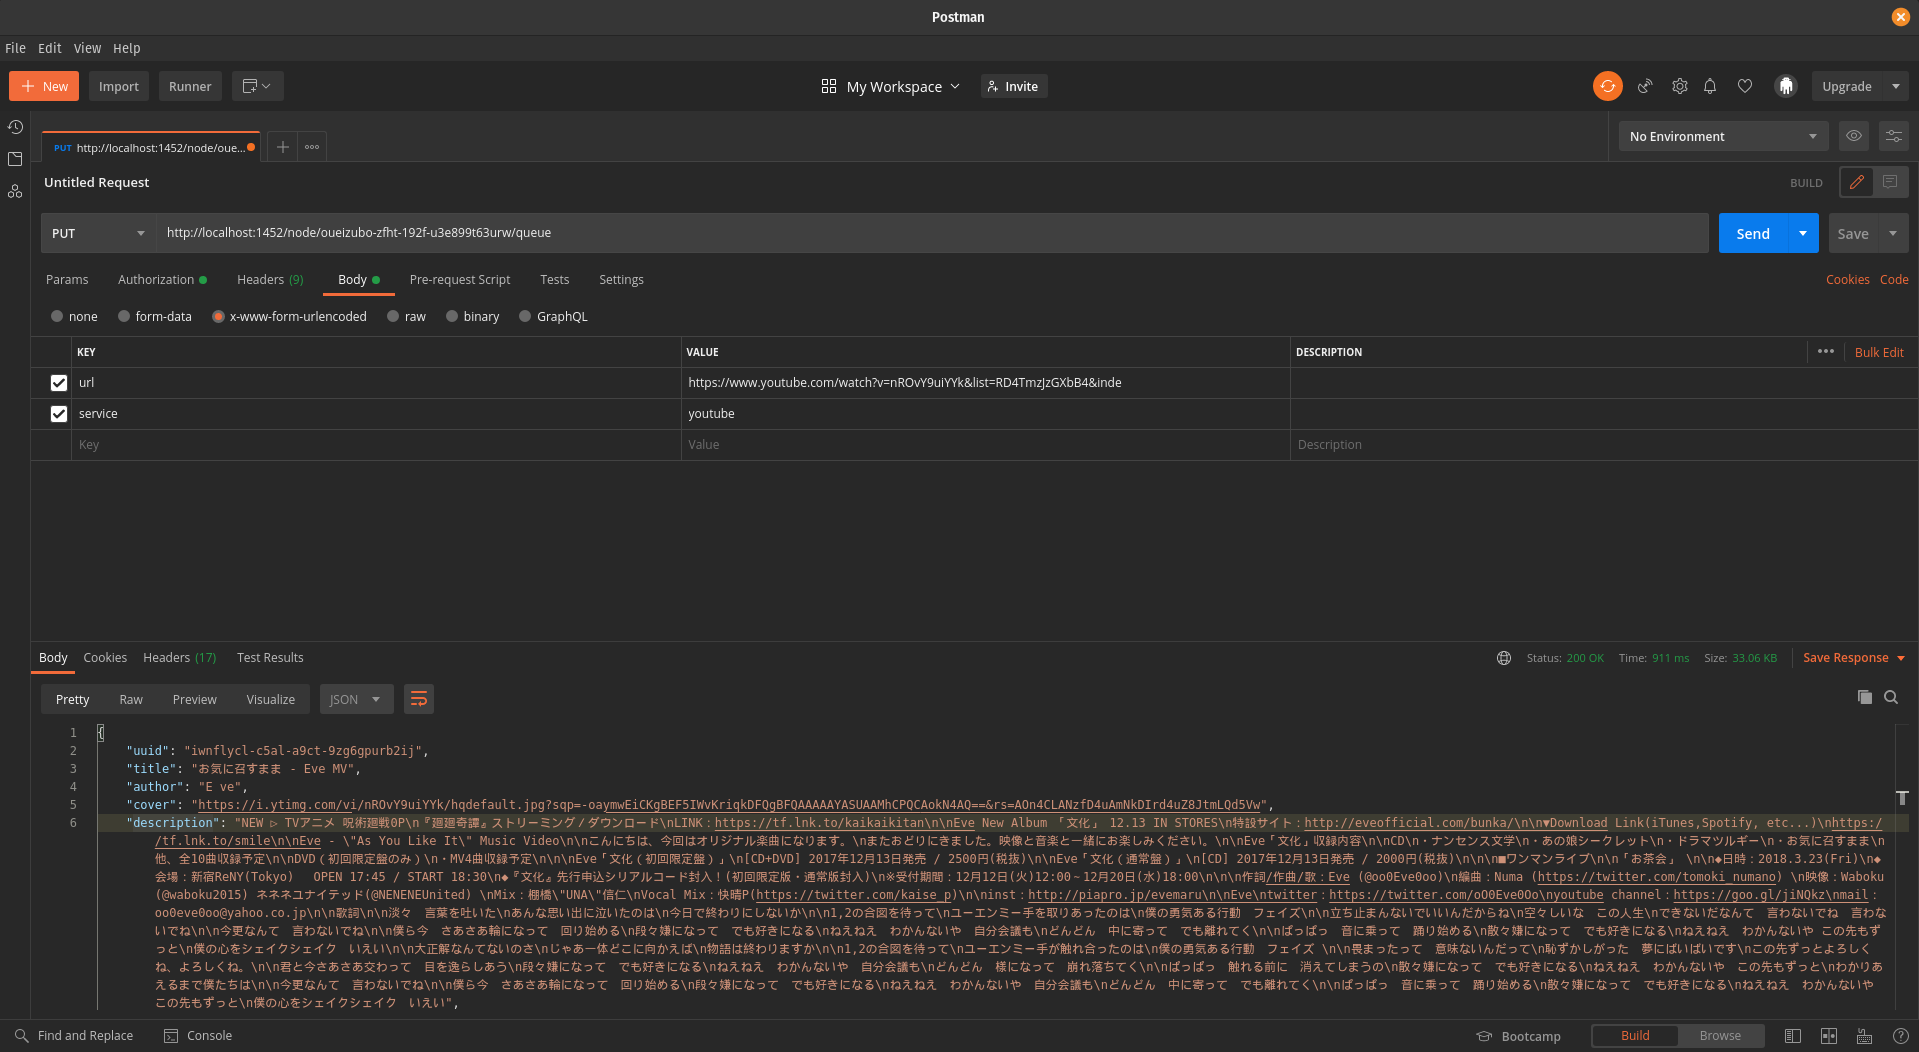 Postman
File Edit View Help
New Import Runner My Workspace Invite Upgrade
PUT http://localhost:1452/node/oue... No Environment
Untitled Request BUILD
PUT http://localhost:1452/node/oueizubo-zfht-192f-u3e899t63urw/queue Send Save
Params Authorization Headers (9) Body Pre-request Script Tests Settings Cookies Code
none form-data x-www-form-urlencoded raw binary GraphQL
KEY VALUE DESCRIPTION Bulk Edit
url https://www.youtube.com/watch?v=nROvY9uiYYk&list=RD4TmzJzGXbB4&inde
service youtube
Key Value Description
Body Cookies Headers (17) Test Results Status: 200 OK Time: 911 ms Size: 33.06 KB Save Response
Pretty Raw Preview Visualize JSON
1 {
2 "uuid": "iwnflycl-c5al-a9ct-9zg6gpurb2ij",
3 "title": "お気に召すまま - Eve MV",
4 "author": "E ve",
5 "cover": "https://i.ytimg.com/vi/nROvY9uiYYk/hqdefault.jpg?sqp=-oaymwEiCKgBEF5IWvKriqkDFQgBFQAAAAAYASUAAMhCPQCAokN4AQ==&rs=AOn4CLANzfD4uAmNkDIrd4uZ8JtmLQd5Vw",
6 "description": "NEW ▷ TVアニメ 呪術廻戦OP\n『廻廻奇譚』ストリーミング／ダウンロード\nLINK：https://tf.lnk.to/kaikaikitan\n\nEve New Album 「文化」 12.13 IN STORES\n特設サイト：http://eveofficial.com/bunka/\n\n▼Download Link(iTunes,Spotify, etc...)\nhttps:/
/tf.lnk.to/smile\n\nEve - \"As You Like It\" Music Video\n\nこんにちは、今回はオリジナル楽曲になります。\nまたおどりにきました。映像と音楽と一緒にお楽しみください。\n\nEve「文化」収録内容\n\nCD\n・ナンセンス文学\n・あの娘シークレット\n・ドラマツルギー\n・お気に召すまま\n
他、全10曲収録予定\n\nDVD（初回限定盤のみ）\n・MV4曲収録予定\n\n\nEve「文化（初回限定盤）」\n[CD+DVD] 2017年12月13日発売 / 2500円(税抜)\n\nEve「文化（通常盤）」\n[CD] 2017年12月13日発売 / 2000円(税抜)\n\n\n■ワンマンライブ\n\n「お茶会」 \n\n◆日時：2018.3.23(Fri)\n◆
会場：新宿ReNY(Tokyo)　 OPEN 17:45 / START 18:30\n◆『文化』先行申込シリアルコード封入！(初回限定版・通常版封入)\n※受付期間：12月12日(火)12:00～12月20日(水)18:00\n\n\n作詞/作曲/歌：Eve (@oo0Eve0oo)\n編曲：Numa (https://twitter.com/tomoki_numano) \n映像：Waboku
(@waboku2015) ネネネユナイテッド(@NENENEUnited) \nMix：棚橋\"UNA\"信仁\nVocal Mix：快晴P(https://twitter.com/kaise_p)\n\ninst：http://piapro.jp/evemaru\n\nEve\ntwitter：https://twitter.com/oO0Eve0Oo\nyoutube channel：https://goo.gl/jiNQkz\nmail：
oo0eve0oo@yahoo.co.jp\n\n歌詞\n\n淡々　言葉を吐いた\nあんな思い出に泣いたのは\n今日で終わりにしないか\n\n1,2の合図を待って\nユーエンミー手を取りあったのは\n僕の勇気ある行動　フェイズ\n\n立ち止まんないでいいんだからね\n空々しいな　この人生\nできないだなんて　言わないでね　言わな
いでね\n\n今更なんて　言わないでね\n\n僕ら今　さあさあ輪になって　回り始める\n段々嫌になって　でも好きになる\nねえねえ　わかんないや　自分会議も\nどんどん　中に寄って　でも離れてく\n\nぱっぱっ　音に乗って　踊り始める\n散々嫌になって　でも好きになる\nねえねえ　わかんないや この先もず
っと\n僕の心をシェイクシェイク　いえい\n\n大正解なんてないのさ\nじゃあ一体どこに向かえば\n物語は終わりますか\n\n1,2の合図を待って\nユーエンミー手が触れ合ったのは\n僕の勇気ある行動　フェイズ \n\n畏まったって　意味ないんだって\n恥ずかしがった　夢にばいばいです\nこの先ずっとよろしく
ね、よろしくね。\n\n君と今さあさあ交わって　目を逸らしあう\n段々嫌になって　でも好きになる\nねえねえ　わかんないや　自分会議も\nどんどん　様になって　崩れ落ちてく\n\nぱっぱっ　触れる前に　消えてしまうの\n散々嫌になって　でも好きになる\nねえねえ　わかんないや　この先もずっと\nわかりあ
えるまで僕たちは\n\n今更なんて　言わないでね\n\n僕ら今　さあさあ輪になって　回り始める\n段々嫌になって　でも好きになる\nねえねえ　わかんないや　自分会議も\nどんどん　中に寄って　でも離れてく\n\nぱっぱっ　音に乗って　踊り始める\n散々嫌になって　でも好きになる\nねえねえ　わかんないや
この先もずっと\n僕の心をシェイクシェイク　いえい",
Find and Replace Console Bootcamp Build Browse